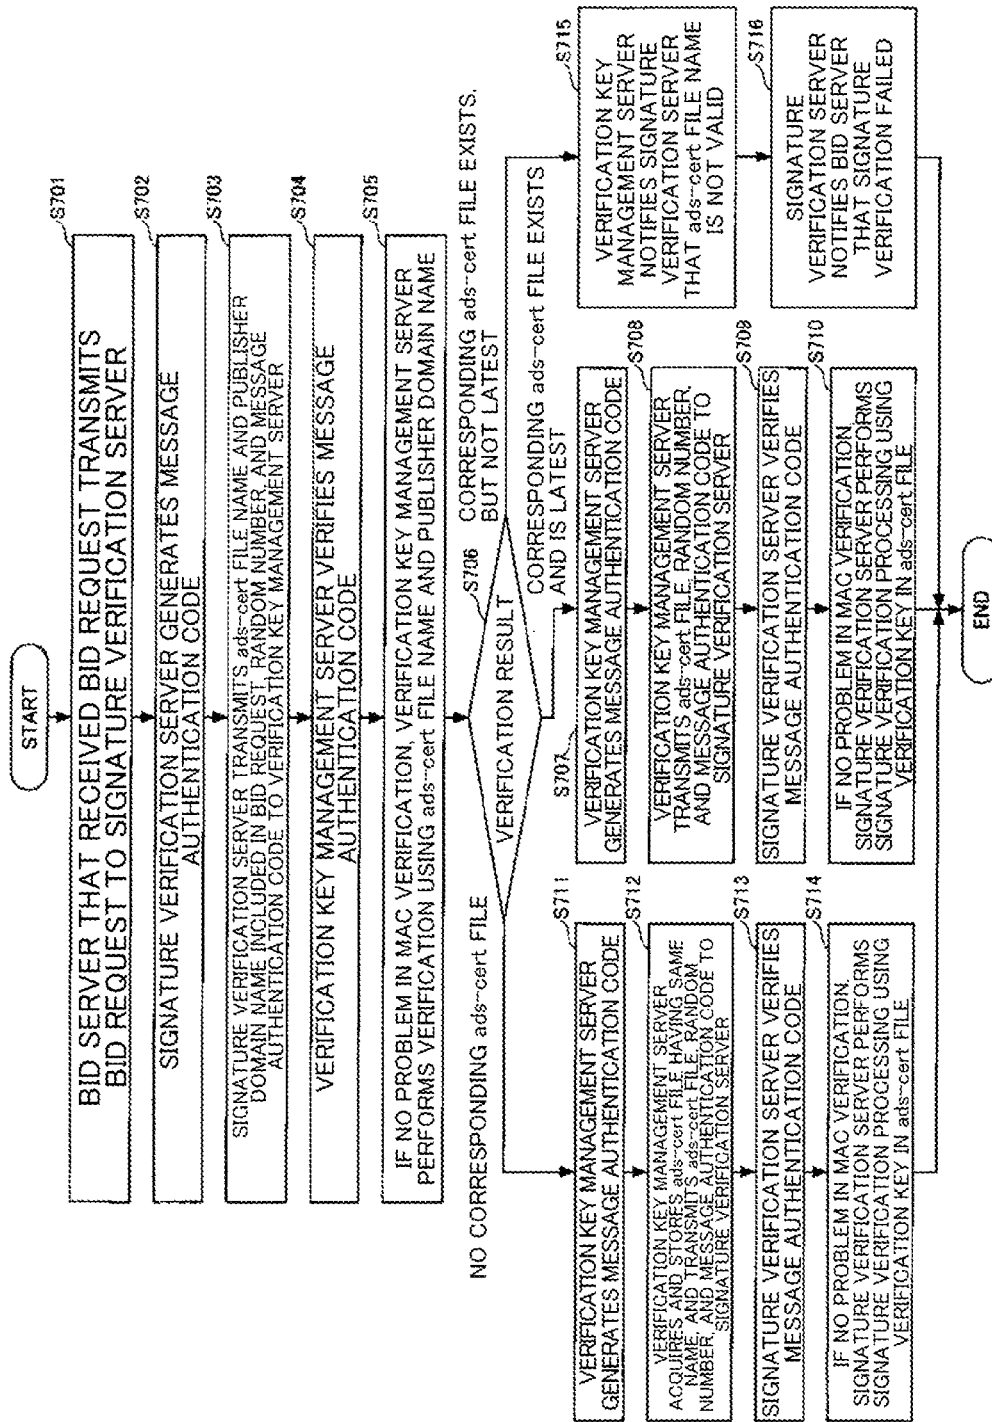 START
S701
BID SERVER THAT RECEIVED BID REQUEST TRANSMITS
BID REQUEST TO SIGNATURE VERIFICATION SERVER
S702
SIGNATURE VERIFICATION SERVER GENERATES MESSAGE
AUTHENTICATION CODE
S703
SIGNATURE VERIFICATION SERVER TRANSMITS ads-cert FILE NAME AND PUBLISHER
DOMAIN NAME INCLUDED IN BID REQUEST, RANDOM NUMBER, AND MESSAGE
AUTHENTICATION CODE TO VERIFICATION KEY MANAGEMENT SERVER
S704
VERIFICATION KEY MANAGEMENT SERVER VERIFIES MESSAGE
AUTHENTICATION CODE
S705
IF NO PROBLEM IN MAC VERIFICATION, VERIFICATION KEY MANAGEMENT SERVER
PERFORMS VERIFICATION USING ads-cert FILE NAME AND PUBLISHER DOMAIN NAME
S706
VERIFICATION RESULT
NO CORRESPONDING ads-cert FILE
CORRESPONDING ads-cert FILE EXISTS
AND IS LATEST
CORRESPONDING ads-cert FILE EXISTS.
BUT NOT LATEST
S711
VERIFICATION KEY MANAGEMENT SERVER
GENERATES MESSAGE AUTHENTICATION CODE
S712
VERIFICATION KEY MANAGEMENT SERVER
ACQUIRES AND STORES ads-cert FILE HAVING SAME
NAME, AND TRANSMITS ads-cert FILE, RANDOM
NUMBER, AND MESSAGE AUTHENTICATION CODE TO
SIGNATURE VERIFICATION SERVER
S713
SIGNATURE VERIFICATION SERVER VERIFIES
MESSAGE AUTHENTICATION CODE
S714
IF NO PROBLEM IN MAC VERIFICATION,
SIGNATURE VERIFICATION SERVER PERFORMS
SIGNATURE VERIFICATION PROCESSING USING
VERIFICATION KEY IN ads-cert FILE
S707
VERIFICATION KEY MANAGEMENT SERVER
GENERATES MESSAGE AUTHENTICATION CODE
S708
VERIFICATION KEY MANAGEMENT SERVER
TRANSMITS ads-cert FILE, RANDOM NUMBER,
AND MESSAGE AUTHENTICATION CODE TO
SIGNATURE VERIFICATION SERVER
S709
SIGNATURE VERIFICATION SERVER VERIFIES
MESSAGE AUTHENTICATION CODE
S710
IF NO PROBLEM IN MAC VERIFICATION,
SIGNATURE VERIFICATION SERVER PERFORMS
SIGNATURE VERIFICATION PROCESSING USING
VERIFICATION KEY IN ads-cert FILE
S715
VERIFICATION KEY
MANAGEMENT SERVER
NOTIFIES SIGNATURE
VERIFICATION SERVER
THAT ads-cert FILE NAME
IS NOT VALID
S716
SIGNATURE
VERIFICATION SERVER
NOTIFIES BID SERVER
THAT SIGNATURE
VERIFICATION FAILED
END